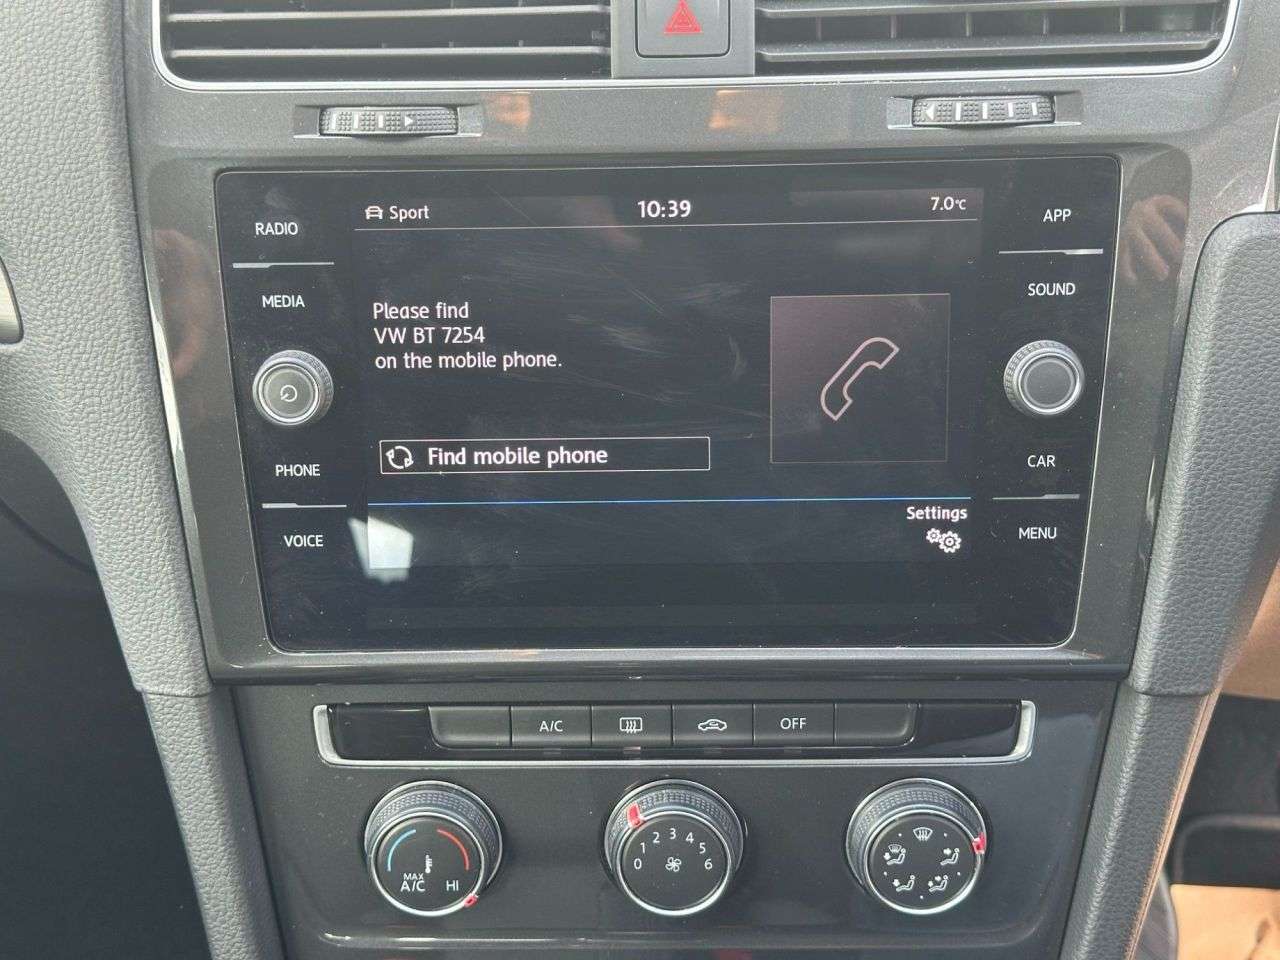 Sport 10:39 7.0°C
RADIO
MEDIA
PHONE
VOICE
Please find
VW BT 7254
on the mobile phone.
Find mobile phone
Settings
APP
SOUND
CAR
MENU
A/C
OFF
MAX
A/C HI
0 1 2 3 4 5 6